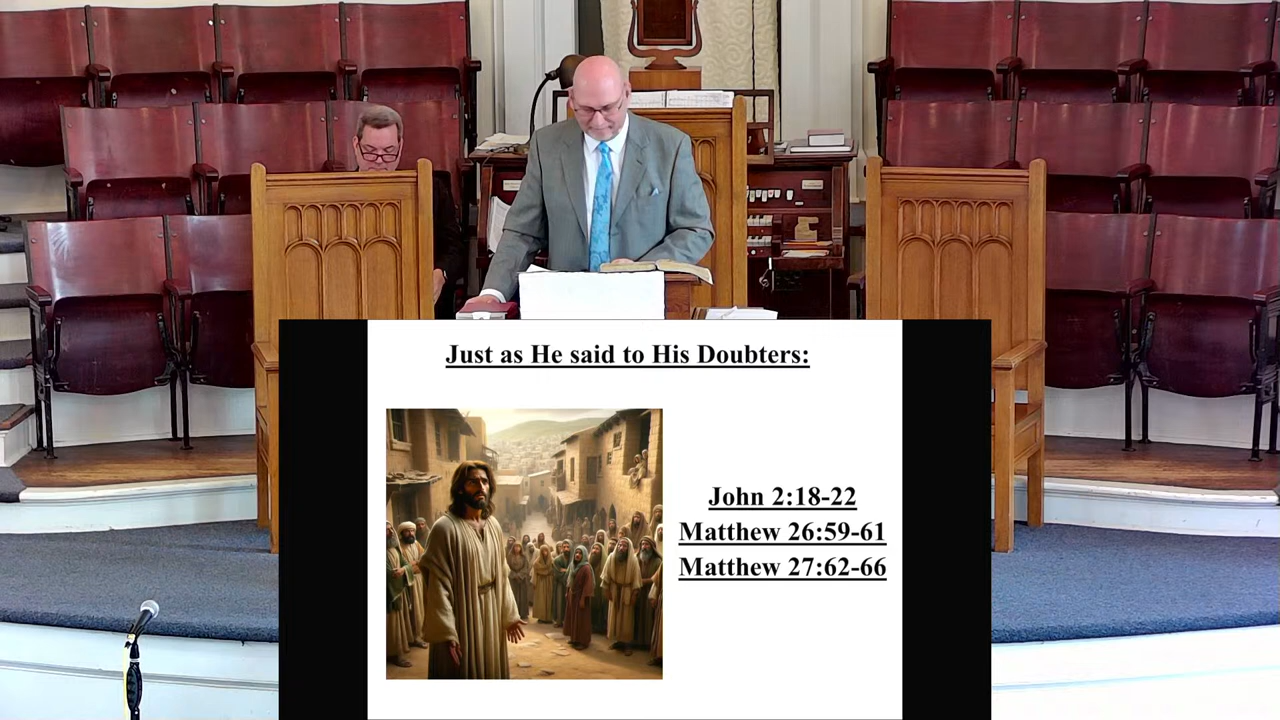 Just as He said to His Doubters:
John 2:18-22
Matthew 26:59-61
Matthew 27:62-66